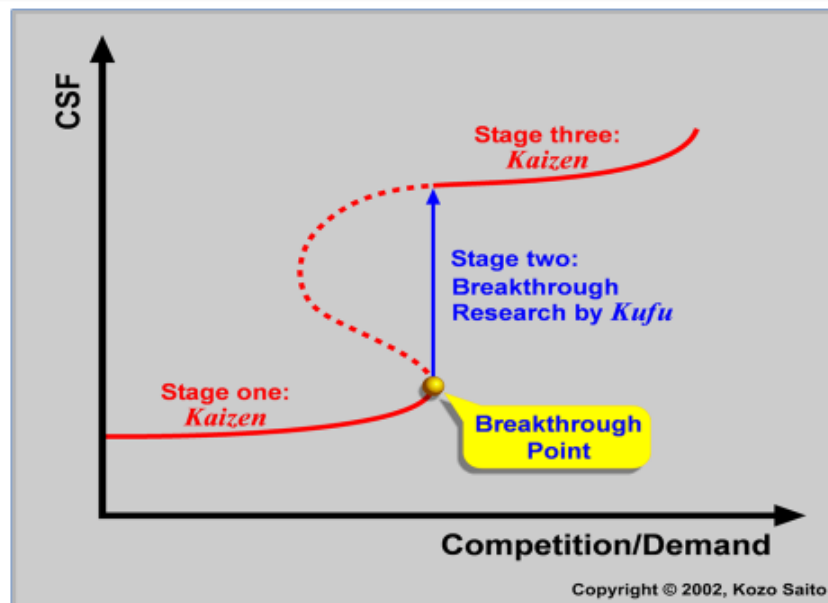 CSF
Stage three:
Kaizen
Stage two:
Breakthrough
Research by Kufu
Stage one:
Kaizen
Breakthrough
Point
Competition/Demand
Copyright © 2002, Kozo Saito